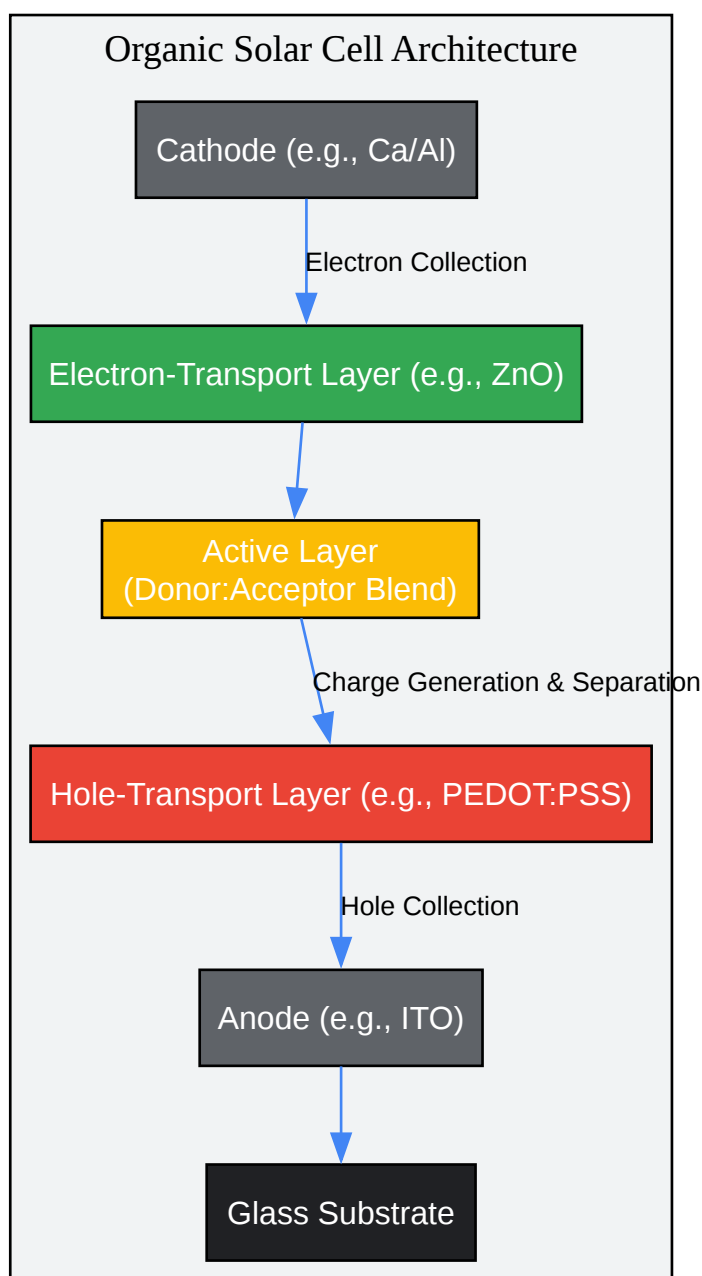 Organic Solar Cell Architecture
Cathode (e.g., Ca/Al)
Electron Collection
Electron-Transport Layer (e.g., ZnO)
Active Layer
(Donor:Acceptor Blend)
Charge Generation & Separation
Hole-Transport Layer (e.g., PEDOT:PSS)
Hole Collection
Anode (e.g., ITO)
Glass Substrate